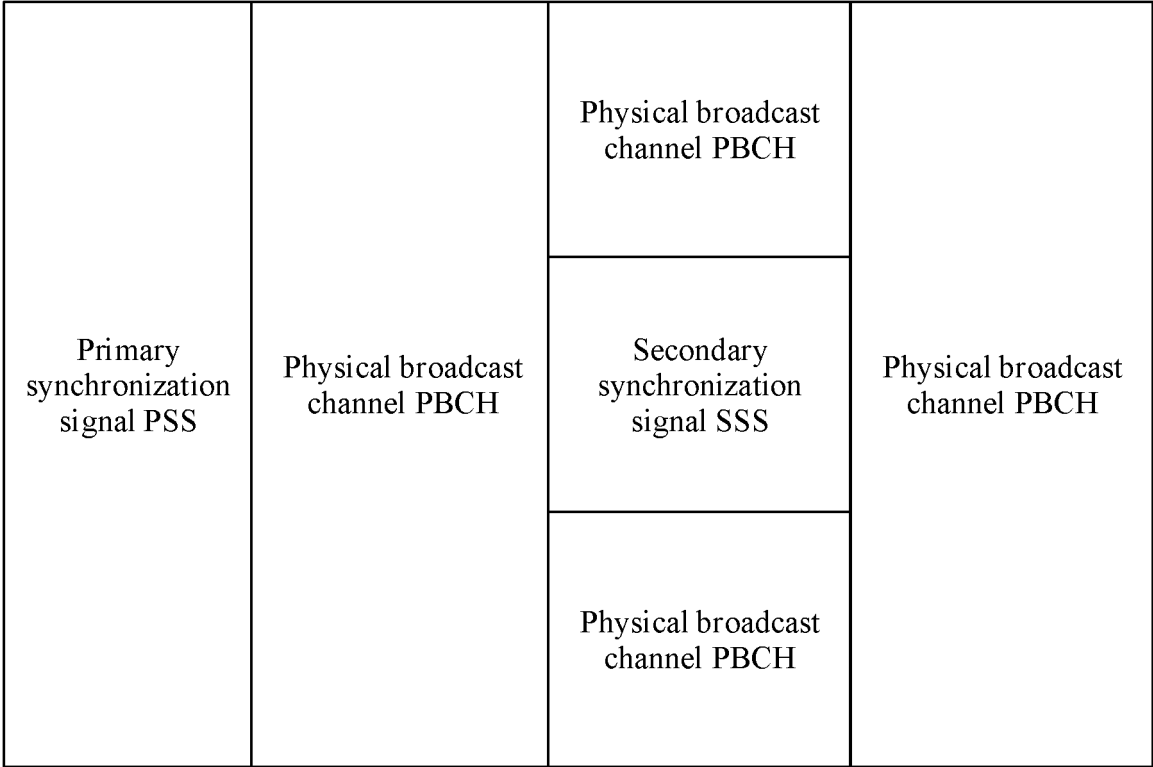 Primary
synchronization
signal PSS
Physical broadcast
channel PBCH
Physical broadcast
channel PBCH
Secondary
synchronization
signal SSS
Physical broadcast
channel PBCH
Physical broadcast
channel PBCH